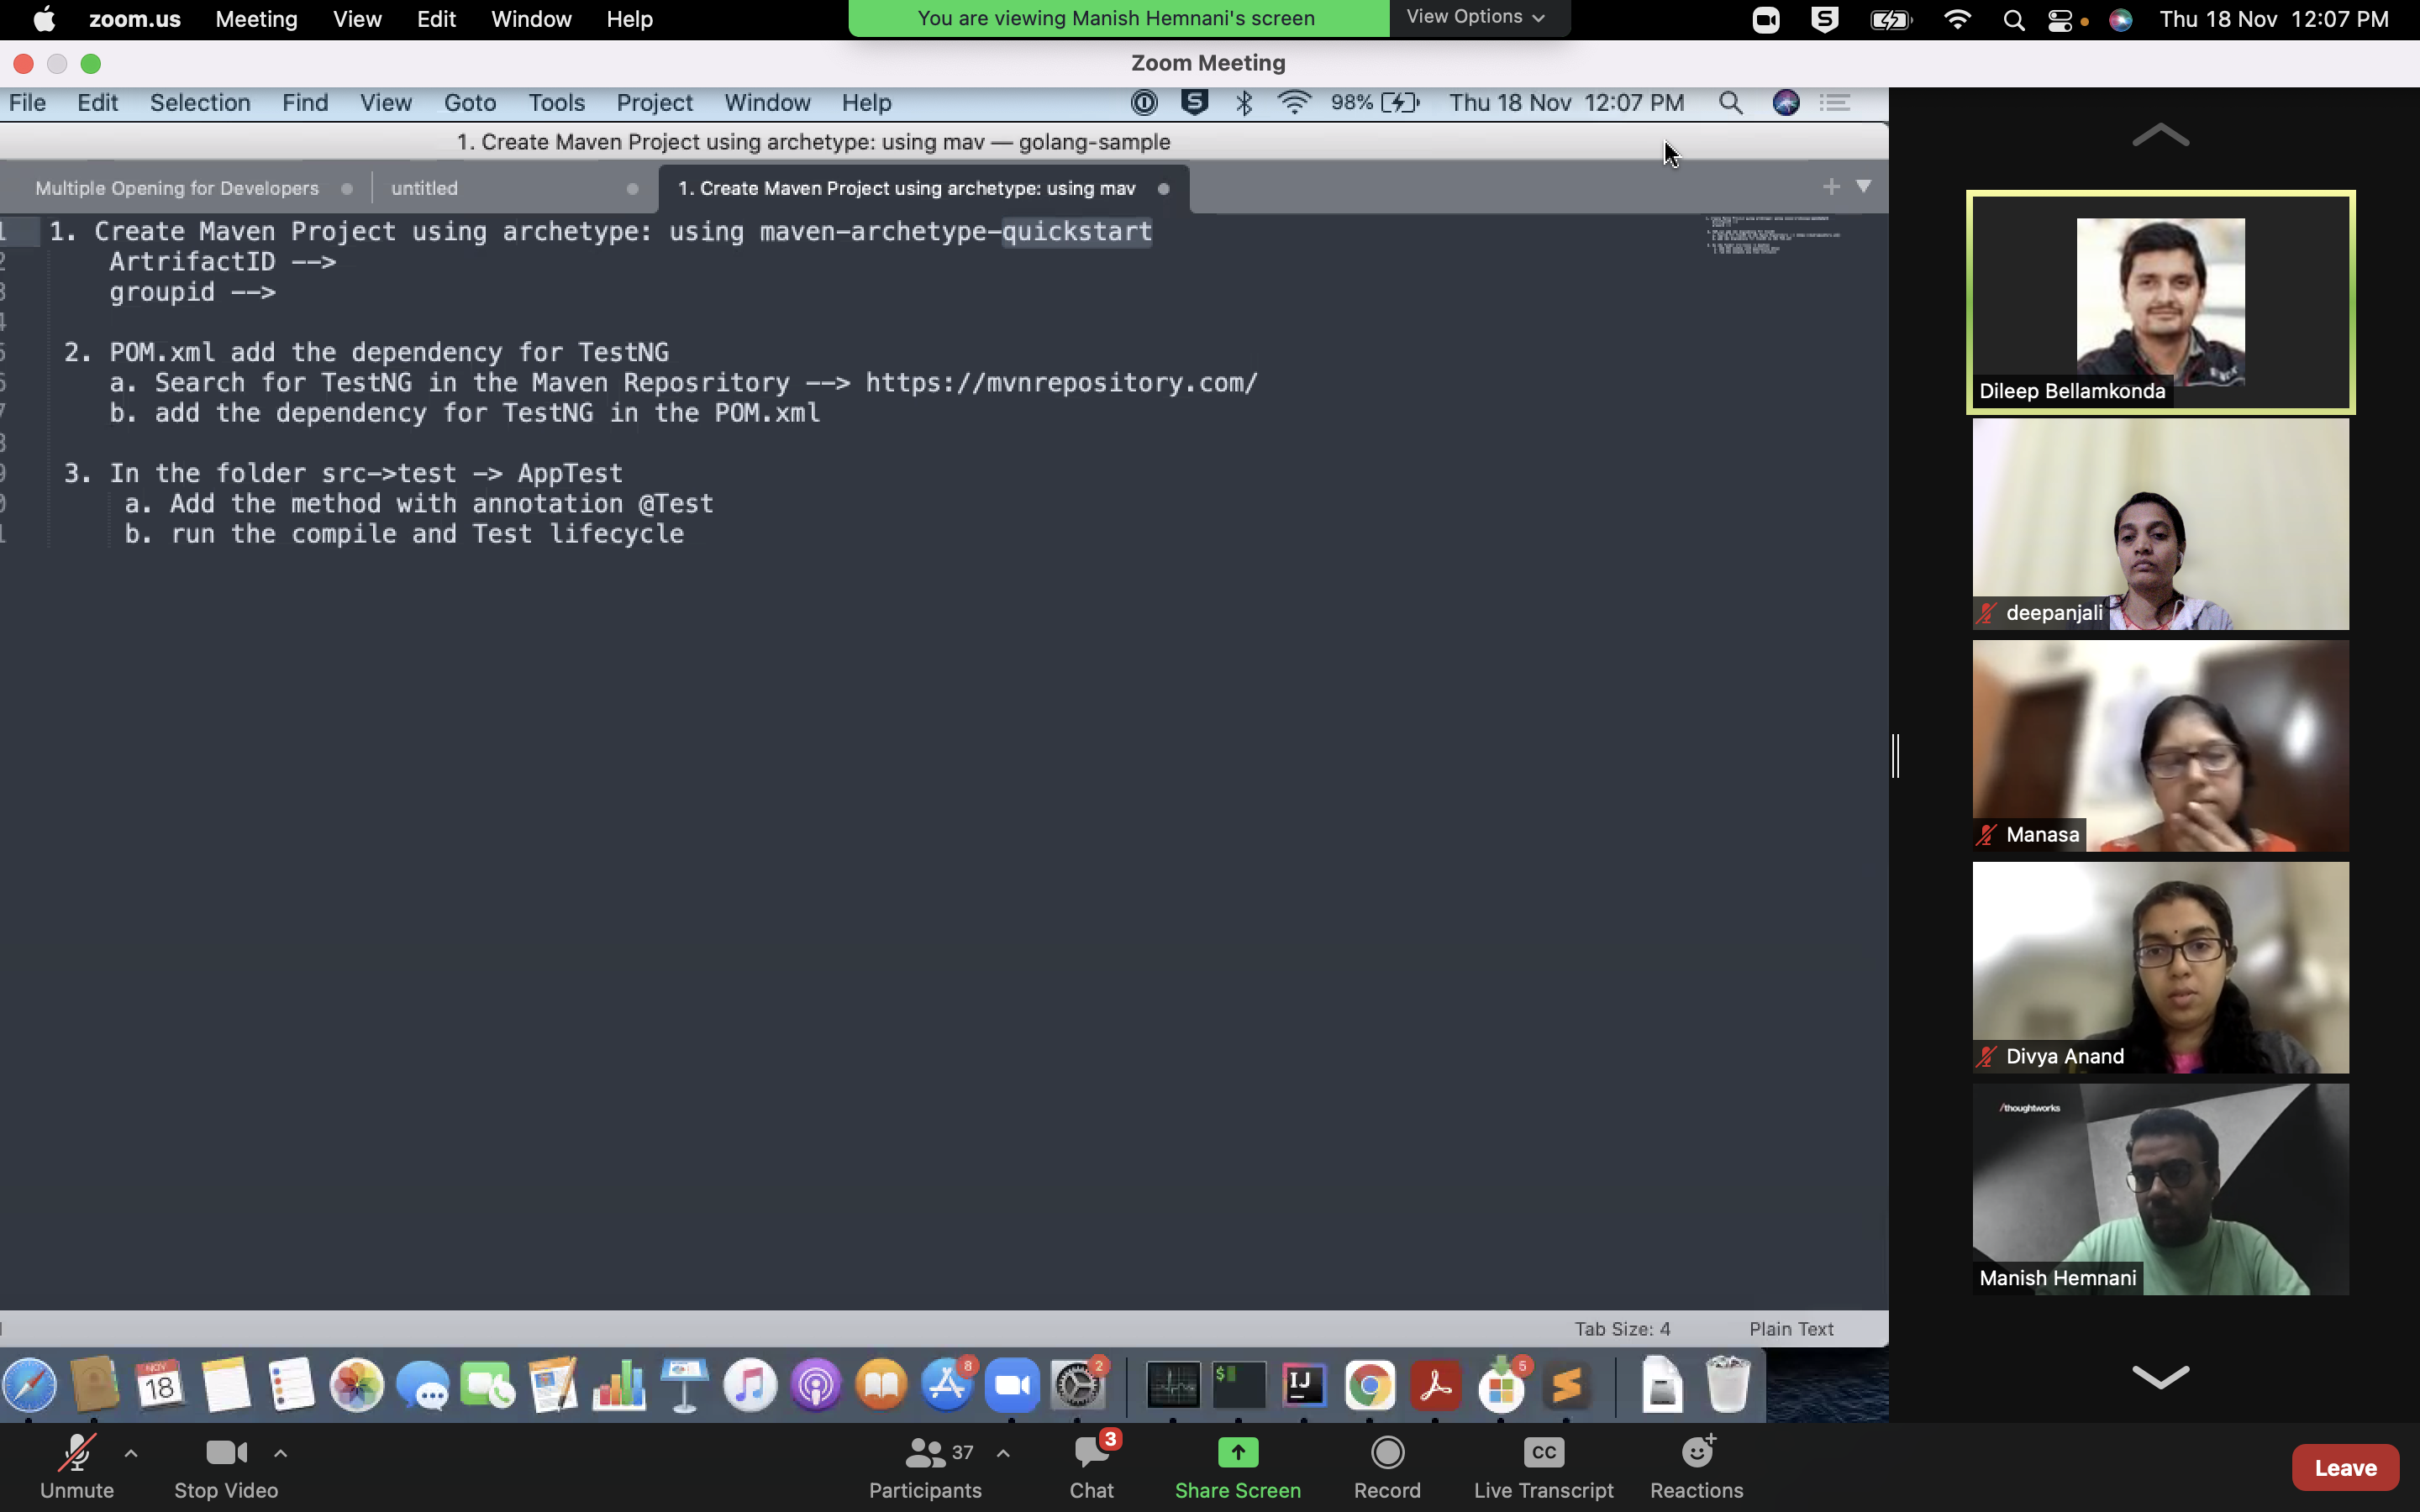 zoom.us Meeting View Edit Window Help
You are viewing Manish Hemnani's screen View Options
Thu 18 Nov 12:07 PM
Zoom Meeting
File Edit Selection Find View Goto Tools Project Window Help
98% Thu 18 Nov 12:07 PM
1. Create Maven Project using archetype: using mav — golang-sample
Multiple Opening for Developers untitled 1. Create Maven Project using archetype: using mav
1. Create Maven Project using archetype: using maven-archetype-quickstart
ArtrifactID -->
groupid -->
2. POM.xml add the dependency for TestNG
a. Search for TestNG in the Maven Reposritory --> https://mvnrepository.com/
b. add the dependency for TestNG in the POM.xml
3. In the folder src->test -> AppTest
a. Add the method with annotation @Test
b. run the compile and Test lifecycle
Dileep Bellamkonda
deepanjali
Manasa
Divya Anand
/thoughtworks
Manish Hemnani
Tab Size: 4 Plain Text
NOV
18
8
2
$
IJ
5
Unmute Stop Video
37
Participants
3
Chat
Share Screen
Record
CC
Live Transcript
Reactions
Leave